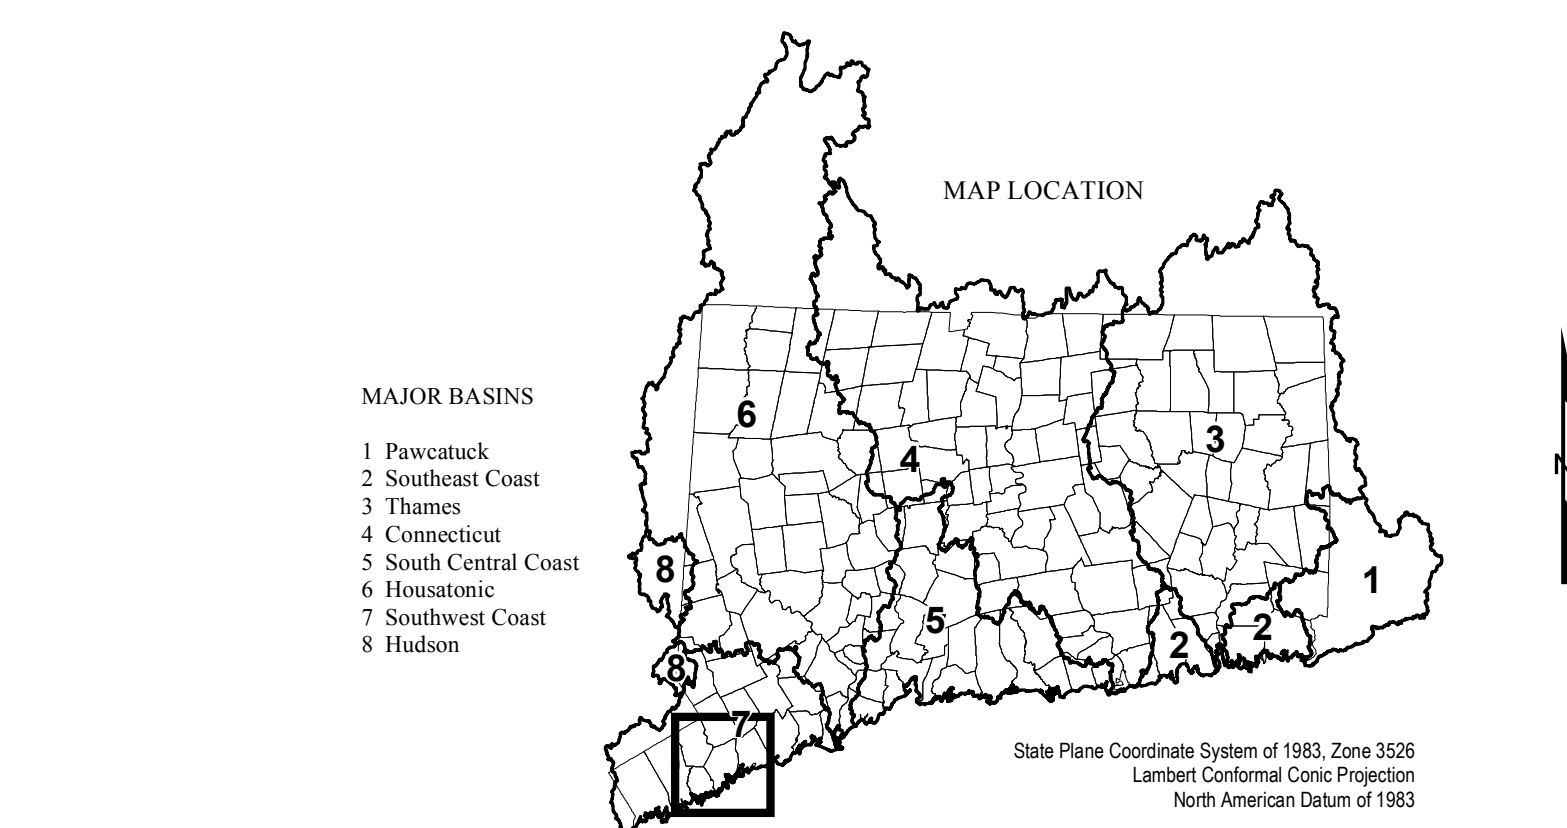 MAP LOCATION
MAJOR BASINS
1 Pawcatuck
2 Southeast Coast
3 Thames
4 Connecticut
5 South Central Coast
6 Housatonic
7 Southwest Coast
8 Hudson
6
3
4
8
1
5
2
2
8
7
State Plane Coordinate System of 1983, Zone 3526
Lambert Conformal Conic Projection
North American Datum of 1983